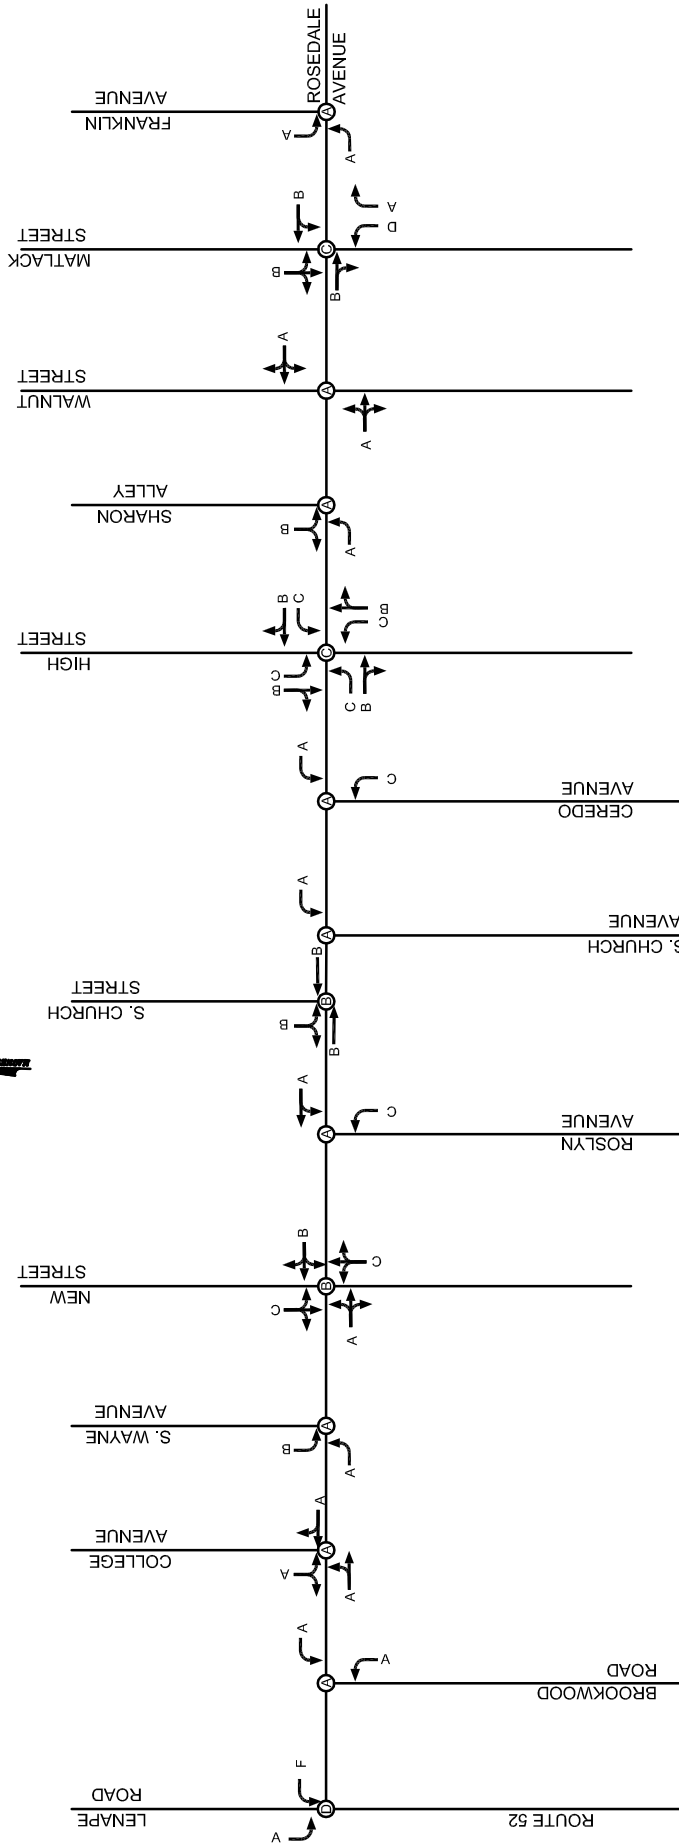 ROSEDALE
AVENUE
FRANKLIN
AVENUE
A
A
A
MATLACK
STREET
B
A
D
C
B
B
WALNUT
STREET
A
A
A
SHARON
ALLEY
A
B
A
HIGH
STREET
B
C
B
C
C
C
B
C
B
A
C
A
CEREDO
AVENUE
A
A
S. CHURCH
AVENUE
B
S. CHURCH
STREET
B
B
B
A
C
A
ROSLYN
AVENUE
B
C
NEW
STREET
B
C
A
S. WAYNE
AVENUE
A
B
A
A
COLLEGE
AVENUE
A
A
A
A
A
A
BROOKWOOD
ROAD
F
LENAPE
ROAD
D
A
ROUTE 52